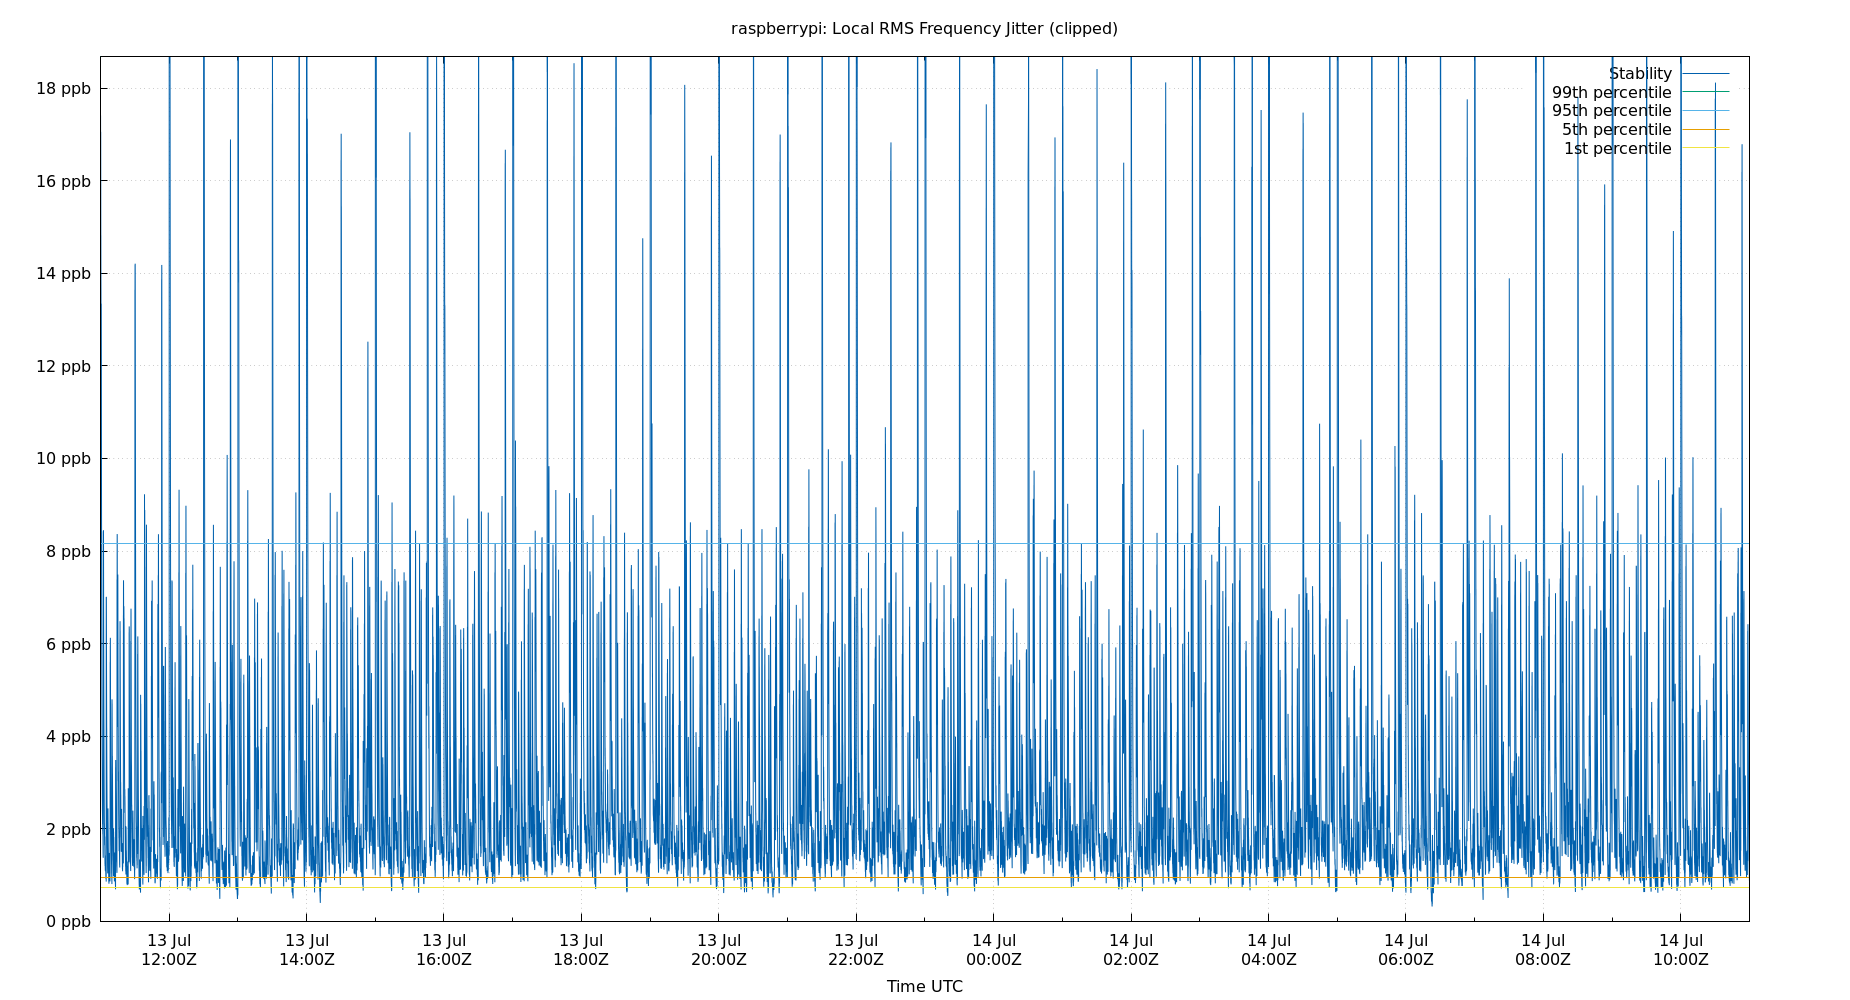 raspberrypi: Local RMS Frequency Jitter (clipped)
Stability
99th percentile
95th percentile
5th percentile
1st percentile
18 ppb
16 ppb
14 ppb
12 ppb
10 ppb
8 ppb
6 ppb
4 ppb
2 ppb
0 ppb
13 Jul 13 Jul 13 Jul 13 Jul 13 Jul 13 Jul 14 Jul 14 Jul 14 Jul 14 Jul 14 Jul 14 Jul
12:00Z 14:00Z 16:00Z 18:00Z 20:00Z 22:00Z 00:00Z 02:00Z 04:00Z 06:00Z 08:00Z 10:00Z
Time UTC